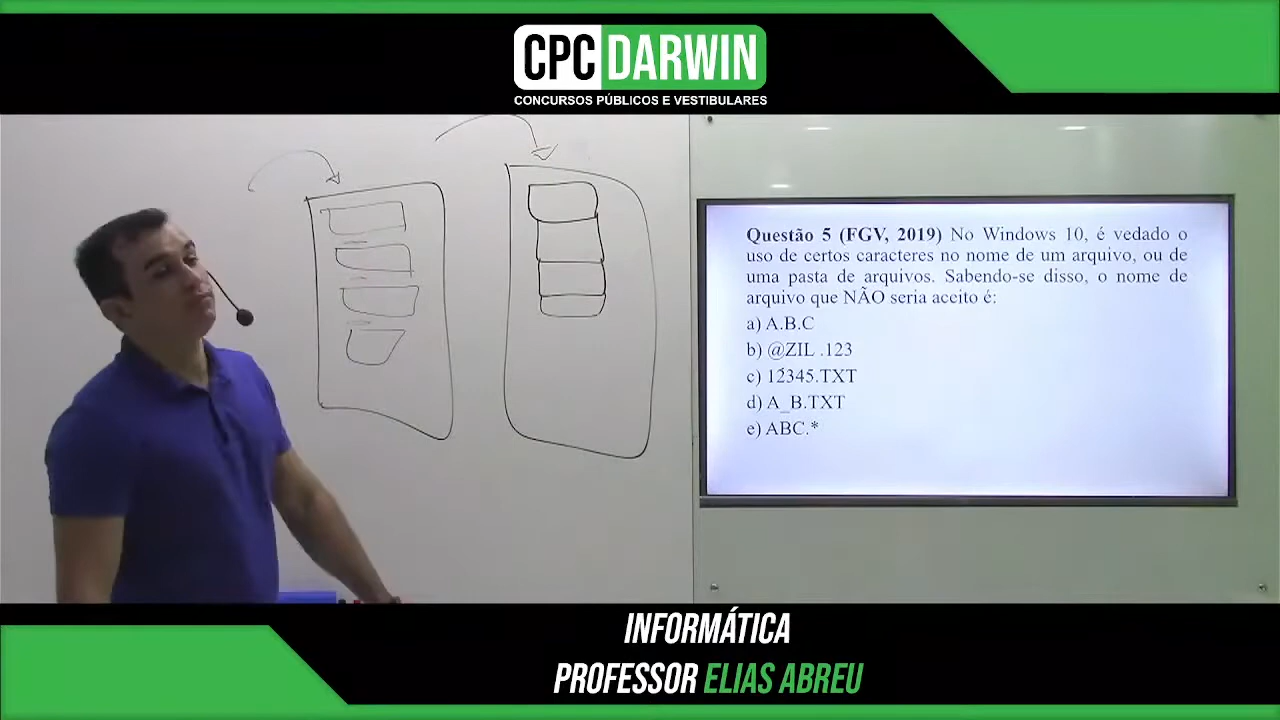 CPC DARWIN
CONCURSOS PÚBLICOS E VESTIBULARES
Questão 5 (FGV, 2019) No Windows 10, é vedado o
uso de certos caracteres no nome de um arquivo, ou de
uma pasta de arquivos. Sabendo-se disso, o nome de
arquivo que NÃO seria aceito é:
a) A.B.C
b) @ZIL .123
c) 12345.TXT
d) A_B.TXT
e) ABC.*
INFORMÁTICA
PROFESSOR ELIAS ABREU